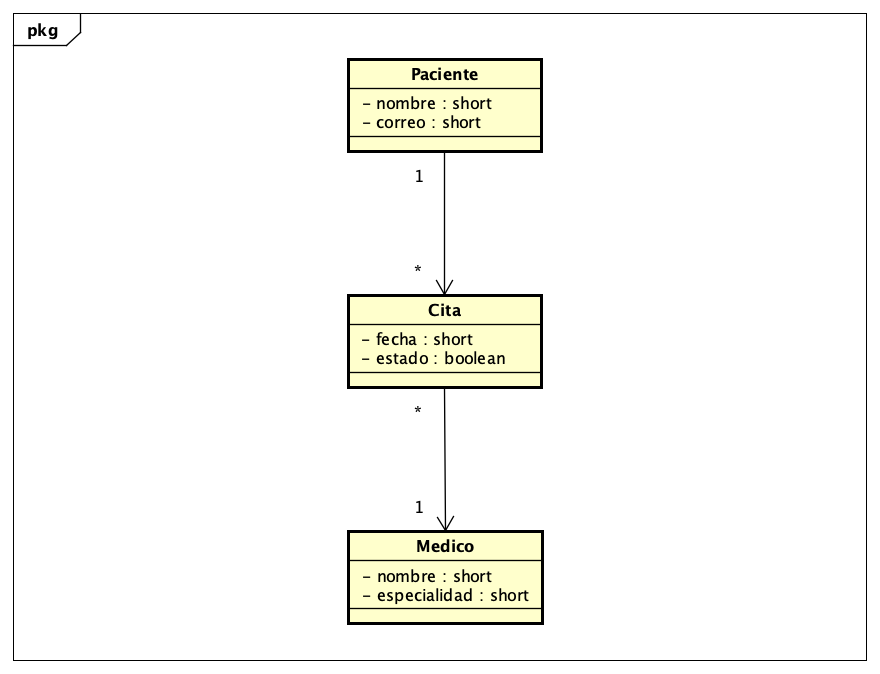 pkg
Paciente
- nombre : short
- correo : short
1
*
Cita
- fecha : short
- estado : boolean
*
1
Medico
- nombre : short
- especialidad : short